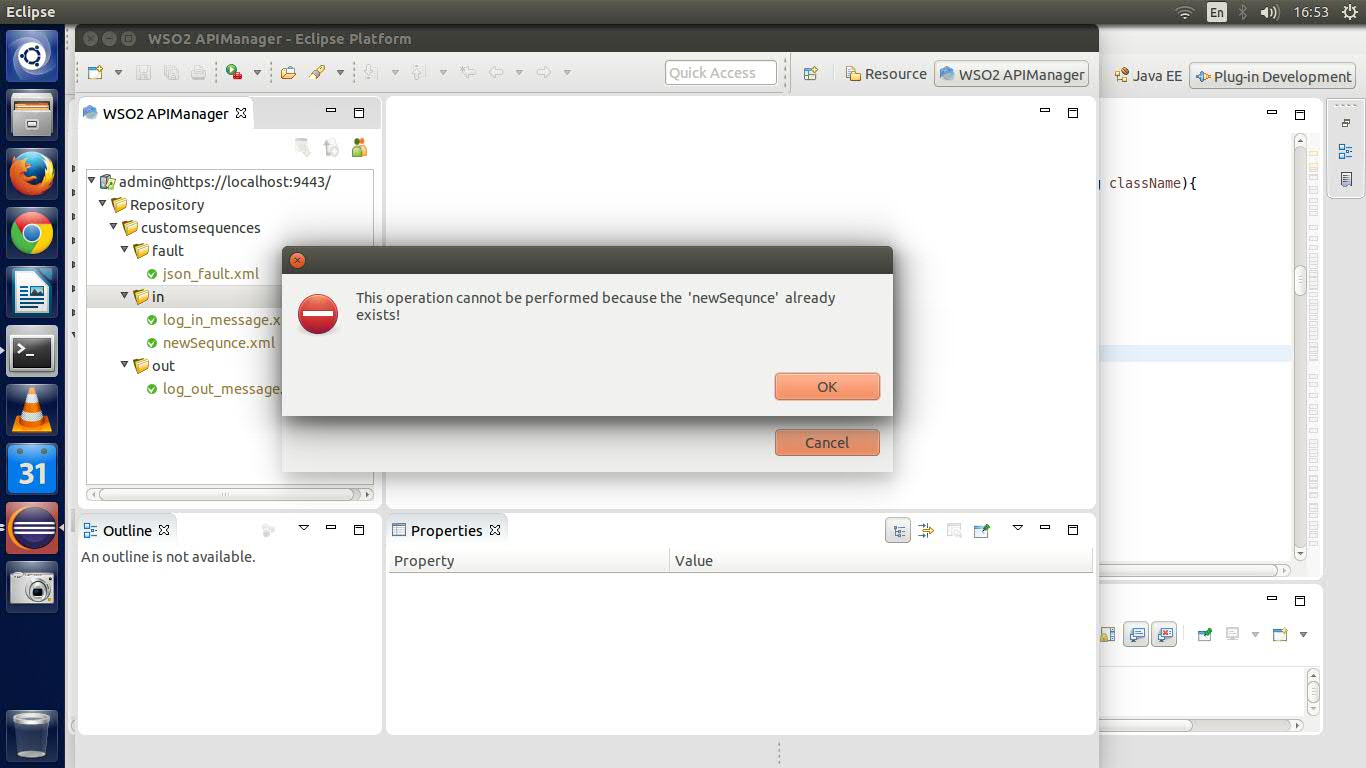 Eclipse
En
16:53
WSO2 APIManager - Eclipse Platform
Quick Access
Resource
WSO2 APIManager
Java EE
Plug-in Development
WSO2 APIManager
admin@https://localhost:9443/
Repository
customsequences
fault
json_fault.xml
in
log_in_message.x
newSequnce.xml
out
log_out_message.
className){
This operation cannot be performed because the 'newSequnce' already
exists!
OK
Cancel
31
Outline
An outline is not available.
Properties
Property
Value